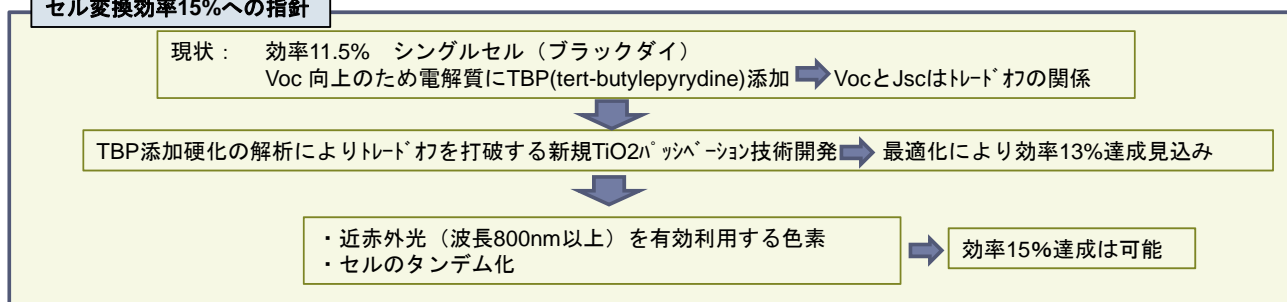 セル変換効率15%への指針
現状： 効率11.5% シングルセル（ブラックダイ）
Voc 向上のため電解質にTBP(tert-butylepyrydine)添加 VocとJscはﾄﾚｰﾄﾞｵﾌの関係
TBP添加硬化の解析によりﾄﾚｰﾄﾞｵﾌを打破する新規TiO2ﾊﾟｯｼﾍﾞｰｼｮﾝ技術開発 最適化により効率13%達成見込み
・近赤外光（波長800nm以上）を有効利用する色素
・セルのタンデム化
効率15%達成は可能